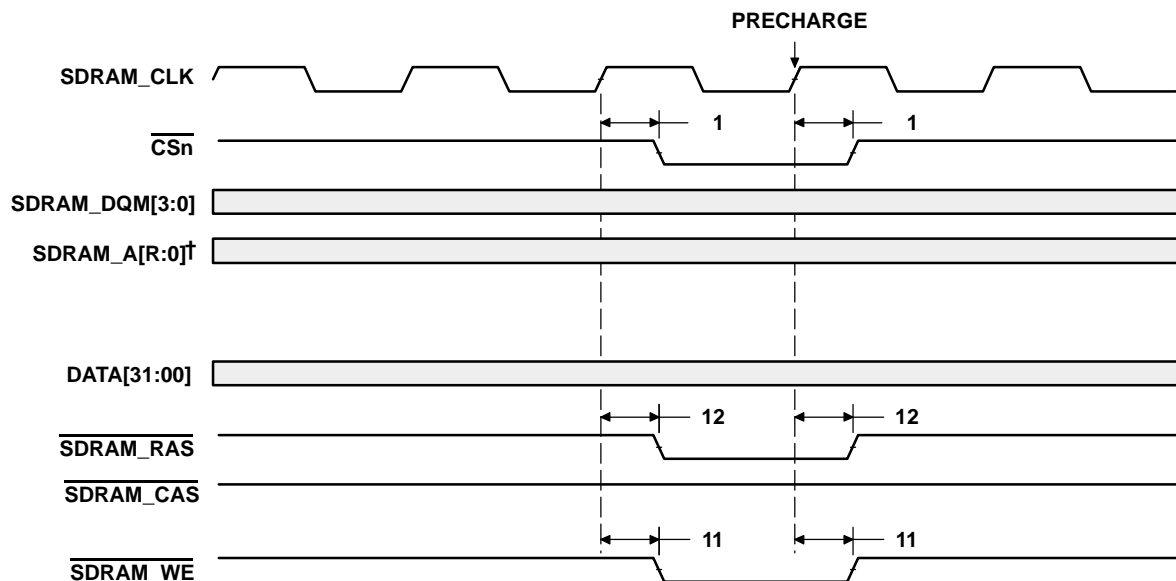 PRECHARGE
SDRAM_CLK
1 1
CSn
SDRAM_DQM[3:0]
SDRAM_A[R:0]†
DATA[31:00]
12 12
SDRAM_RAS
SDRAM_CAS
11 11
SDRAM_WE